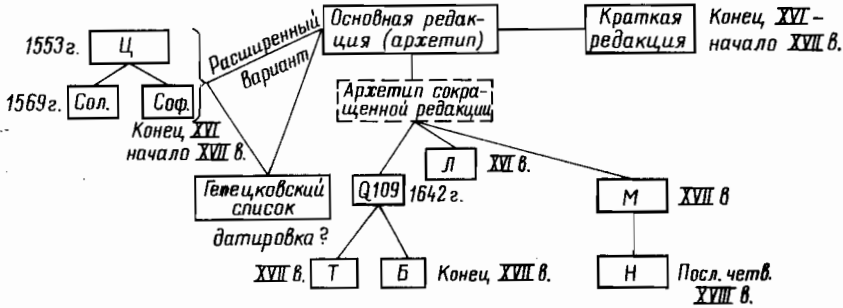 Основная редак-
ция (архетип)
Краткая
редакция
Конец XVI –
начало XVII в.
1553 г.
Ц
Расширенный
вариант
1569 г.
Сол.
Соф.
Конец XVI
начало XVII в.
Архетип сокра-
щенной редакции
Гепецковский
список
датировка?
Q109
1642 г.
Л
XVI в.
М
XVII в
XVII в.
Т
Б
Конец XVII в.
Н
Посл. четв.
XVIII в.